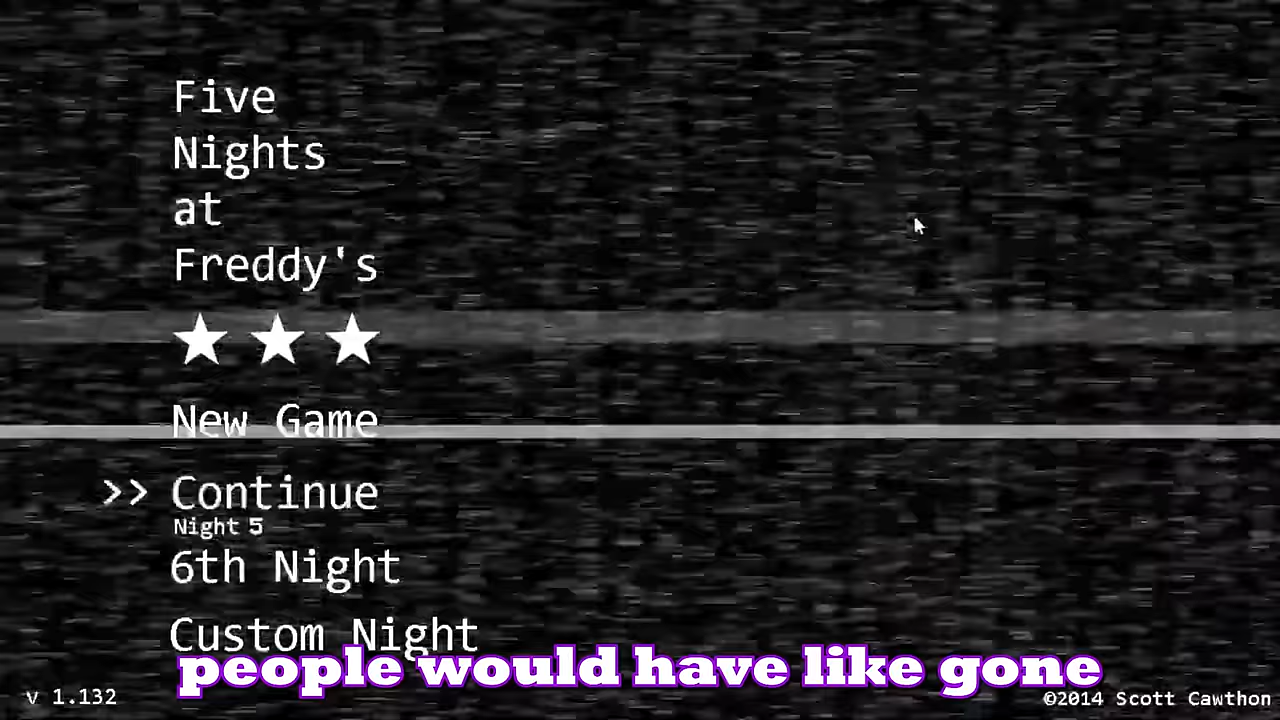 Five
Nights
at
Freddy's
New Game
>> Continue
Night 5
6th Night
Custom Night
people would have like gone
v 1.132
©2014 Scott Cawthon